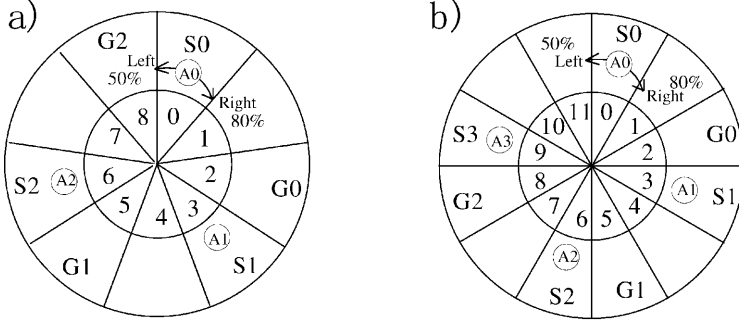 a)
G2 S0
Left A0
50% Right
80%
8 0
7 1
6 2
5 4 3
S2 A2 G0
A1
G1 S1
b)
S0
50% A0 80%
Left Right
11 0
10 1 G0
S3 A3 9 2
8 3 A1 S1
G2 7 4
6 5
A2
S2 G1